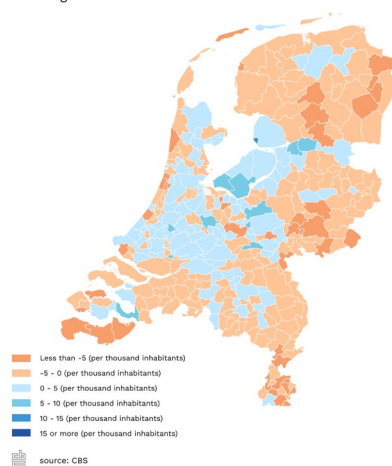 Less than -5 (per thousand inhabitants)
-5 - 0 (per thousand inhabitants)
0 - 5 (per thousand inhabitants)
5 - 10 (per thousand inhabitants)
10 - 15 (per thousand inhabitants)
15 or more (per thousand inhabitants)
source: CBS